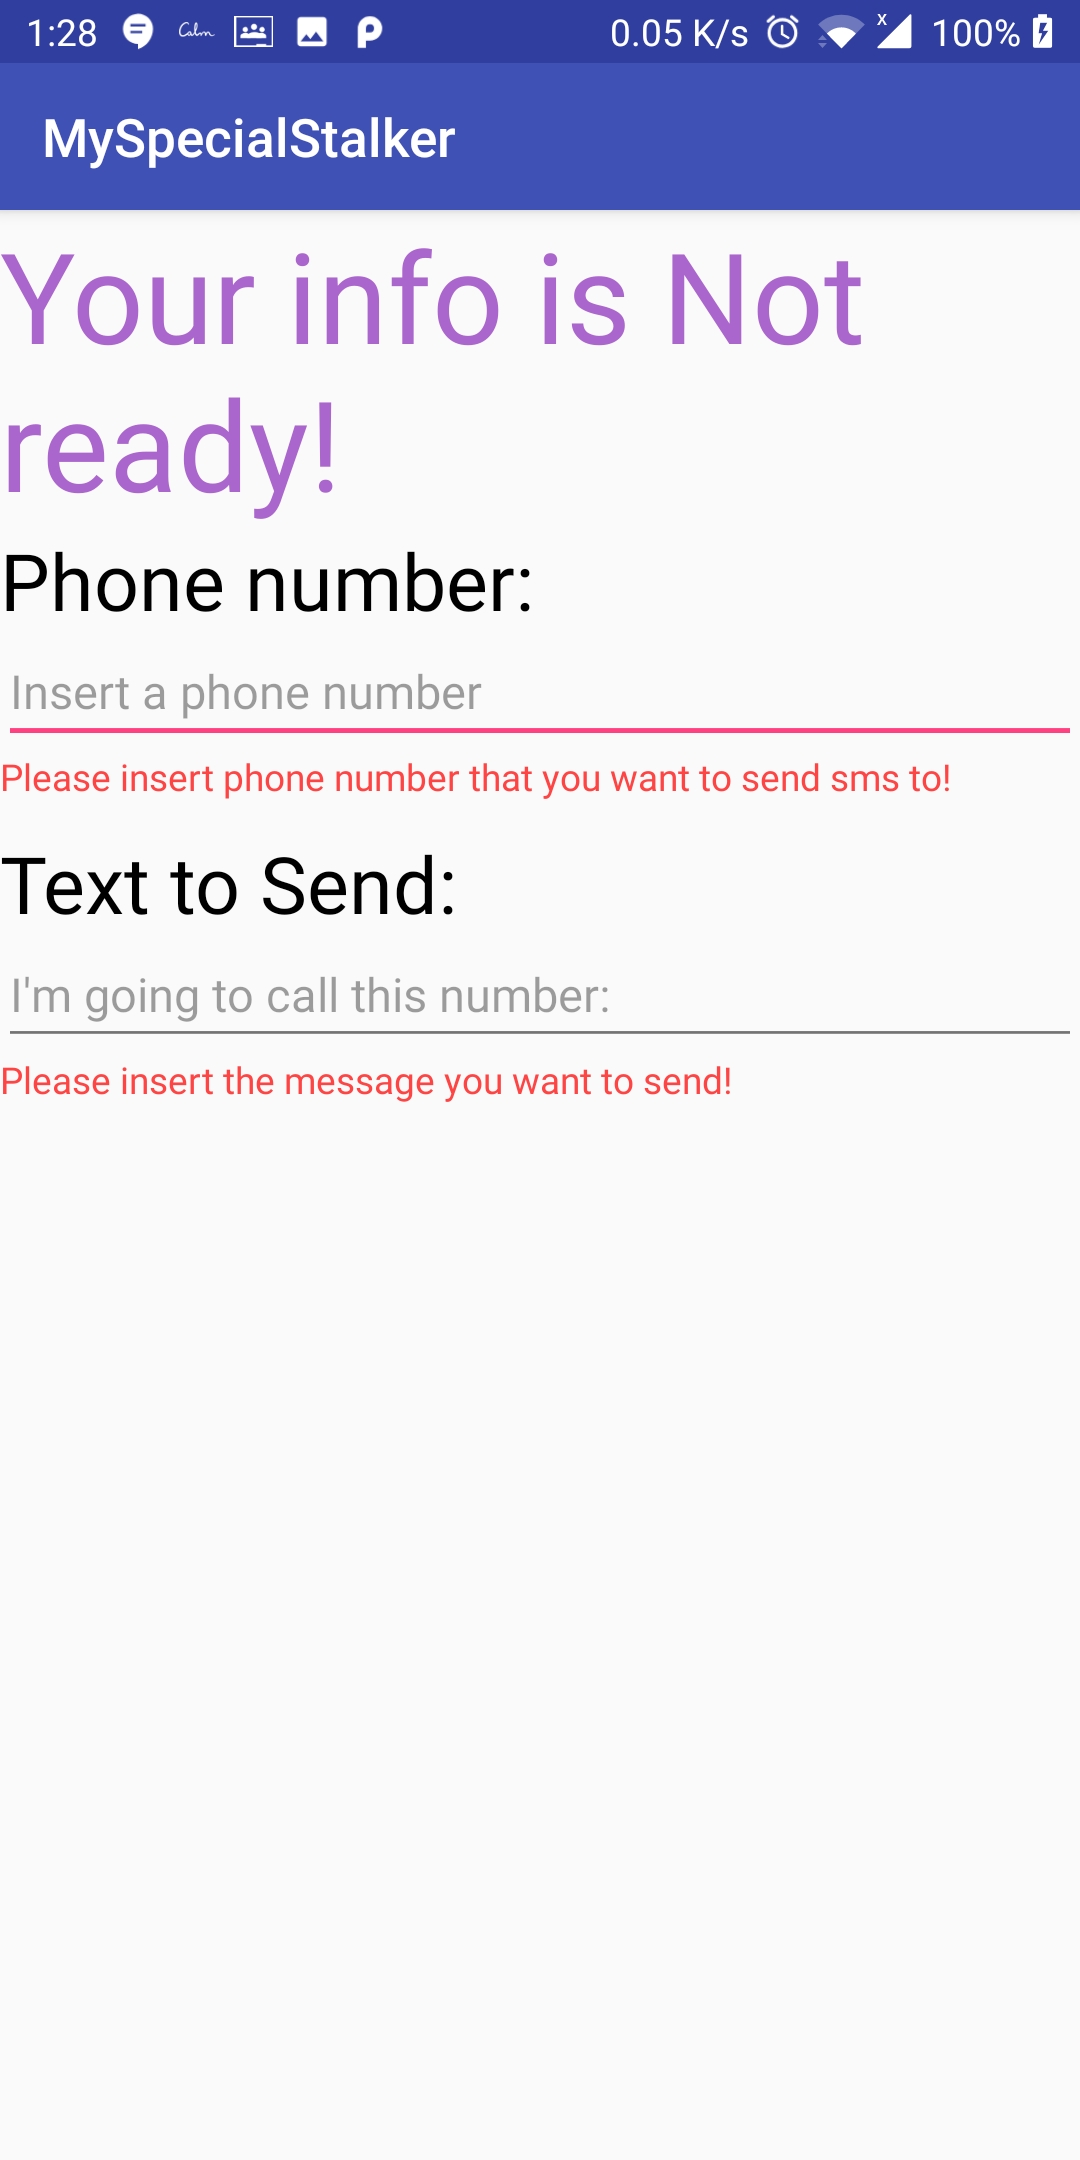 1:28 Calm 0.05 K/s x 100%
MySpecialStalker
Your info is Not
ready!
Phone number:
Insert a phone number
Please insert phone number that you want to send sms to!
Text to Send:
I'm going to call this number:
Please insert the message you want to send!